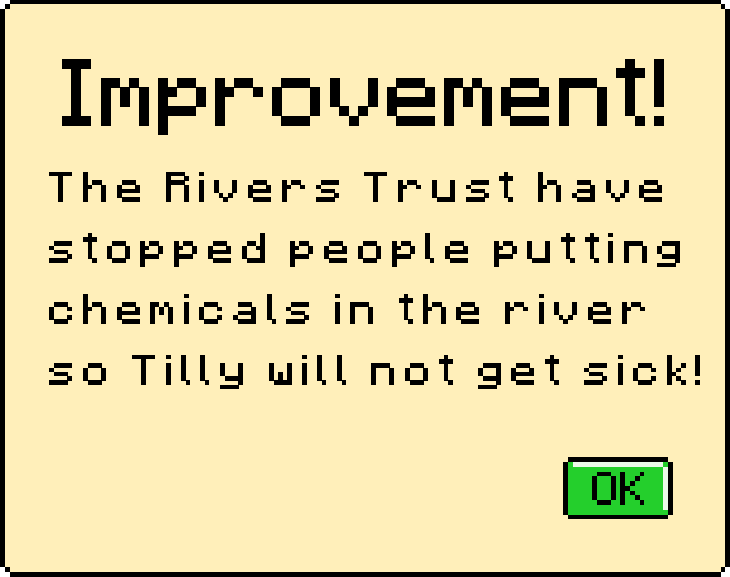 Improvement!
The Rivers Trust have
stopped people putting
chemicals in the river
so Tilly will not get sick!
OK